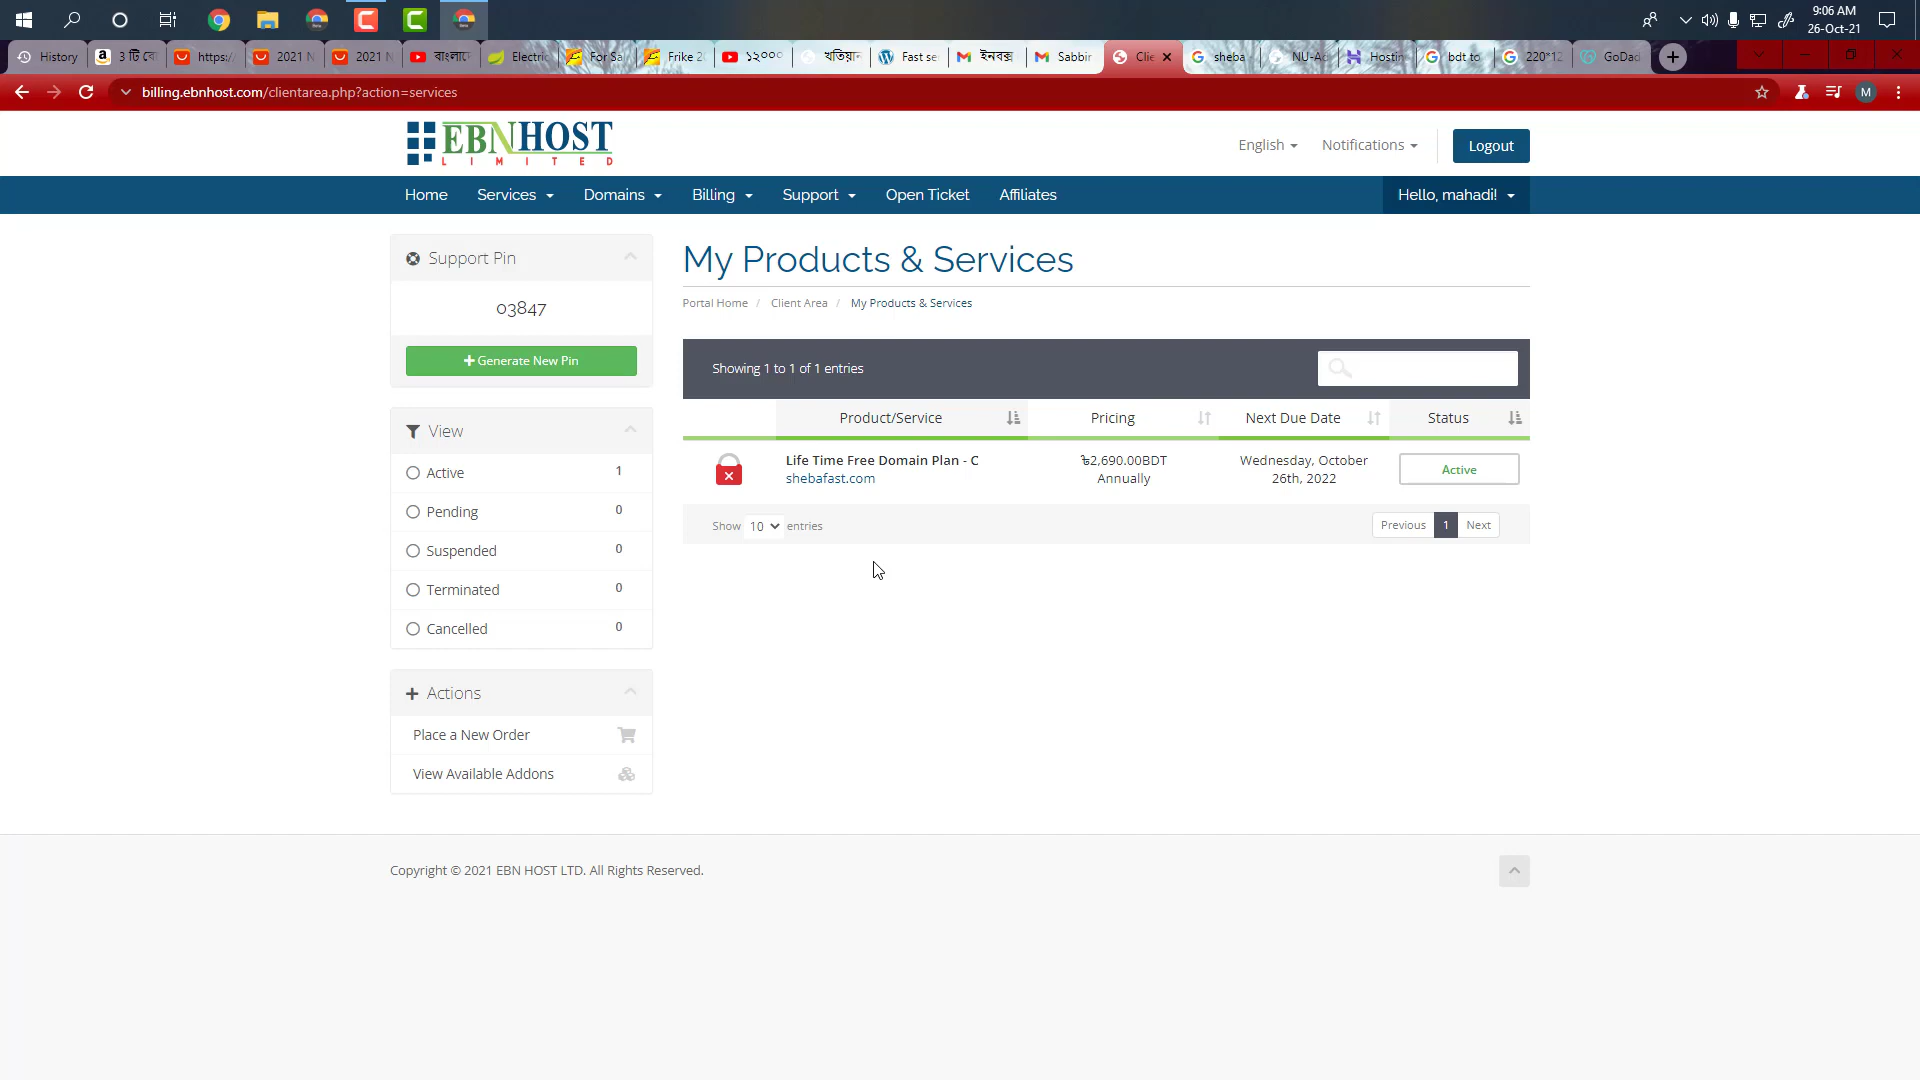 9:06 AM
26-Oct-21
History
3 টি বে
https:/
2021 N
2021 N
বাংলাদে
Electric
For Sa
Frike 2
১২০০০
খতিয়ান
Fast se
ইনবক্স
Sabbir
Clie
sheba
NU-Ac
Hostin
bdt to
220*12
GoDad
billing.ebnhost.com/clientarea.php?action=services
M
EBNHOST
LIMITED
English
Notifications
Logout
Home
Services
Domains
Billing
Support
Open Ticket
Affiliates
Hello, mahadi!
Support Pin
03847
Generate New Pin
View
Active 1
Pending 0
Suspended 0
Terminated 0
Cancelled 0
Actions
Place a New Order
View Available Addons
My Products & Services
Portal Home / Client Area / My Products & Services
Showing 1 to 1 of 1 entries
Product/Service Pricing Next Due Date Status
Life Time Free Domain Plan - C
shebafast.com
৳2,690.00BDT
Annually
Wednesday, October
26th, 2022
Active
Show 10 entries
Previous 1 Next
Copyright © 2021 EBN HOST LTD. All Rights Reserved.